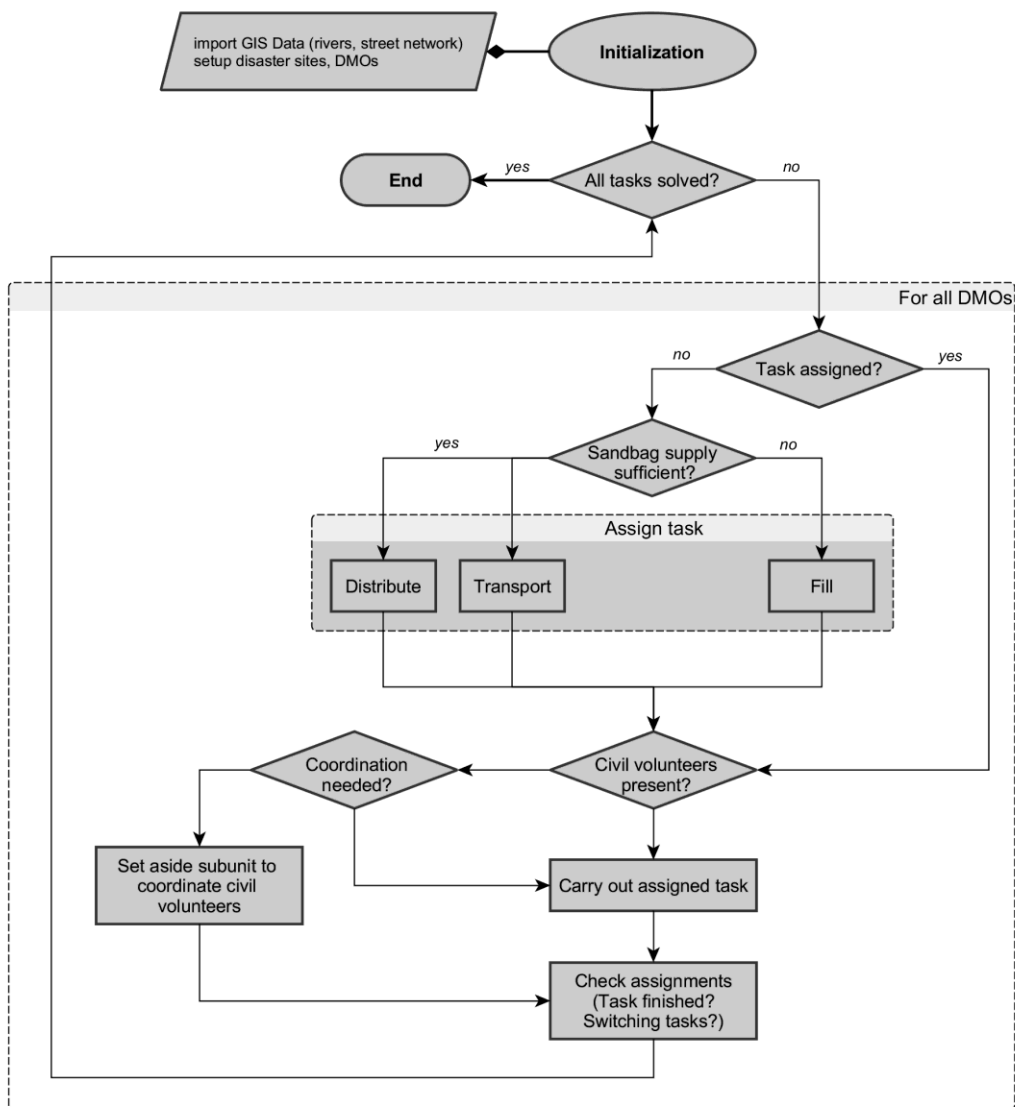 import GIS Data (rivers, street network)
setup disaster sites, DMOs
Initialization
End
yes
All tasks solved?
no
For all DMOs
no
Task assigned?
yes
yes
Sandbag supply
sufficient?
no
Assign task
Distribute
Transport
Fill
Coordination
needed?
Civil volunteers
present?
Set aside subunit to
coordinate civil
volunteers
Carry out assigned task
Check assignments
(Task finished?
Switching tasks?)